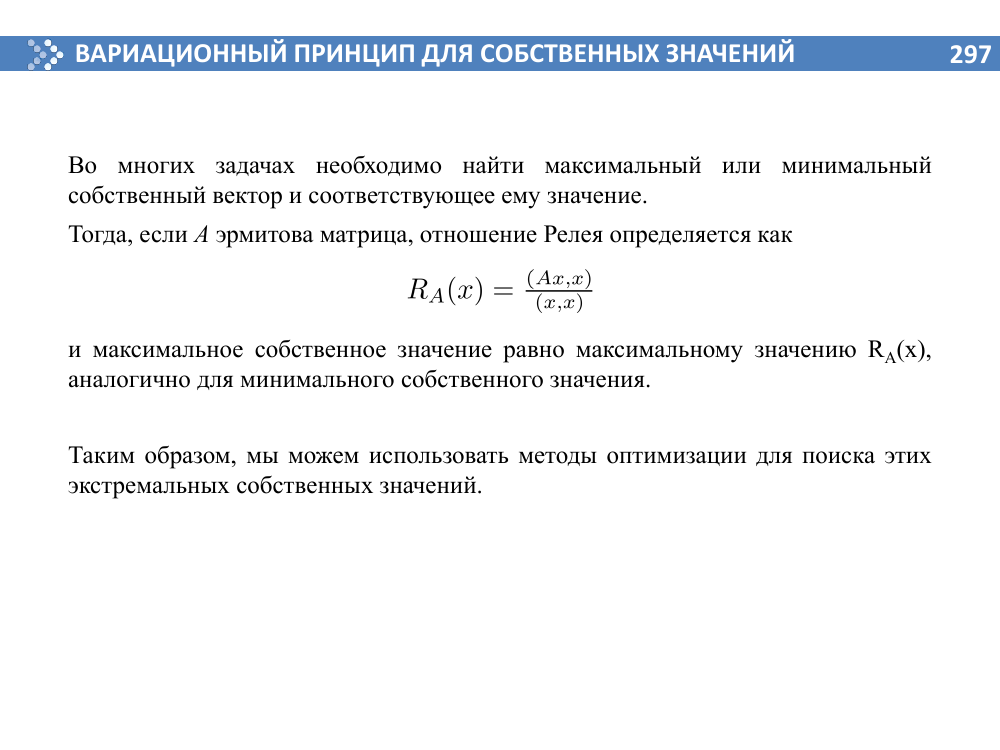 ВАРИАЦИОННЫЙ ПРИНЦИП ДЛЯ СОБСТВЕННЫХ ЗНАЧЕНИЙ 297
Во многих задачах необходимо найти максимальный или минимальный
собственный вектор и соответствующее ему значение.
Тогда, если A эрмитова матрица, отношение Релея определяется как
R_A(x) = (Ax,x)/(x,x)
и максимальное собственное значение равно максимальному значению R_A(x),
аналогично для минимального собственного значения.
Таким образом, мы можем использовать методы оптимизации для поиска этих
экстремальных собственных значений.